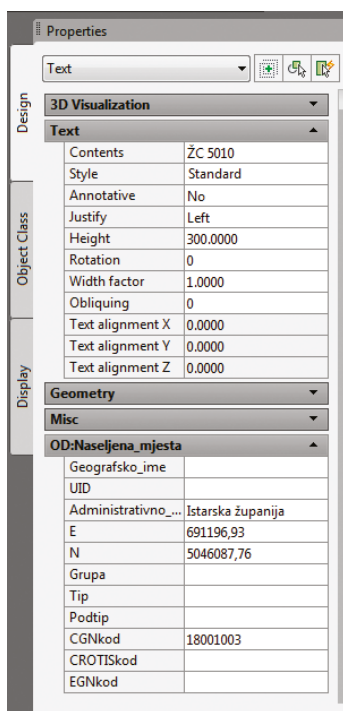 Properties
Text
Design
Object Class
Display
3D Visualization
Text
Contents ŽC 5010
Style Standard
Annotative No
Justify Left
Height 300.0000
Rotation 0
Width factor 1.0000
Obliquing 0
Text alignment X 0.0000
Text alignment Y 0.0000
Text alignment Z 0.0000
Geometry
Misc
OD:Naseljena_mjesta
Geografsko_ime
UID
Administrativno_... Istarska županija
E 691196,93
N 5046087,76
Grupa
Tip
Podtip
CGNkod 18001003
CROTISkod
EGNkod